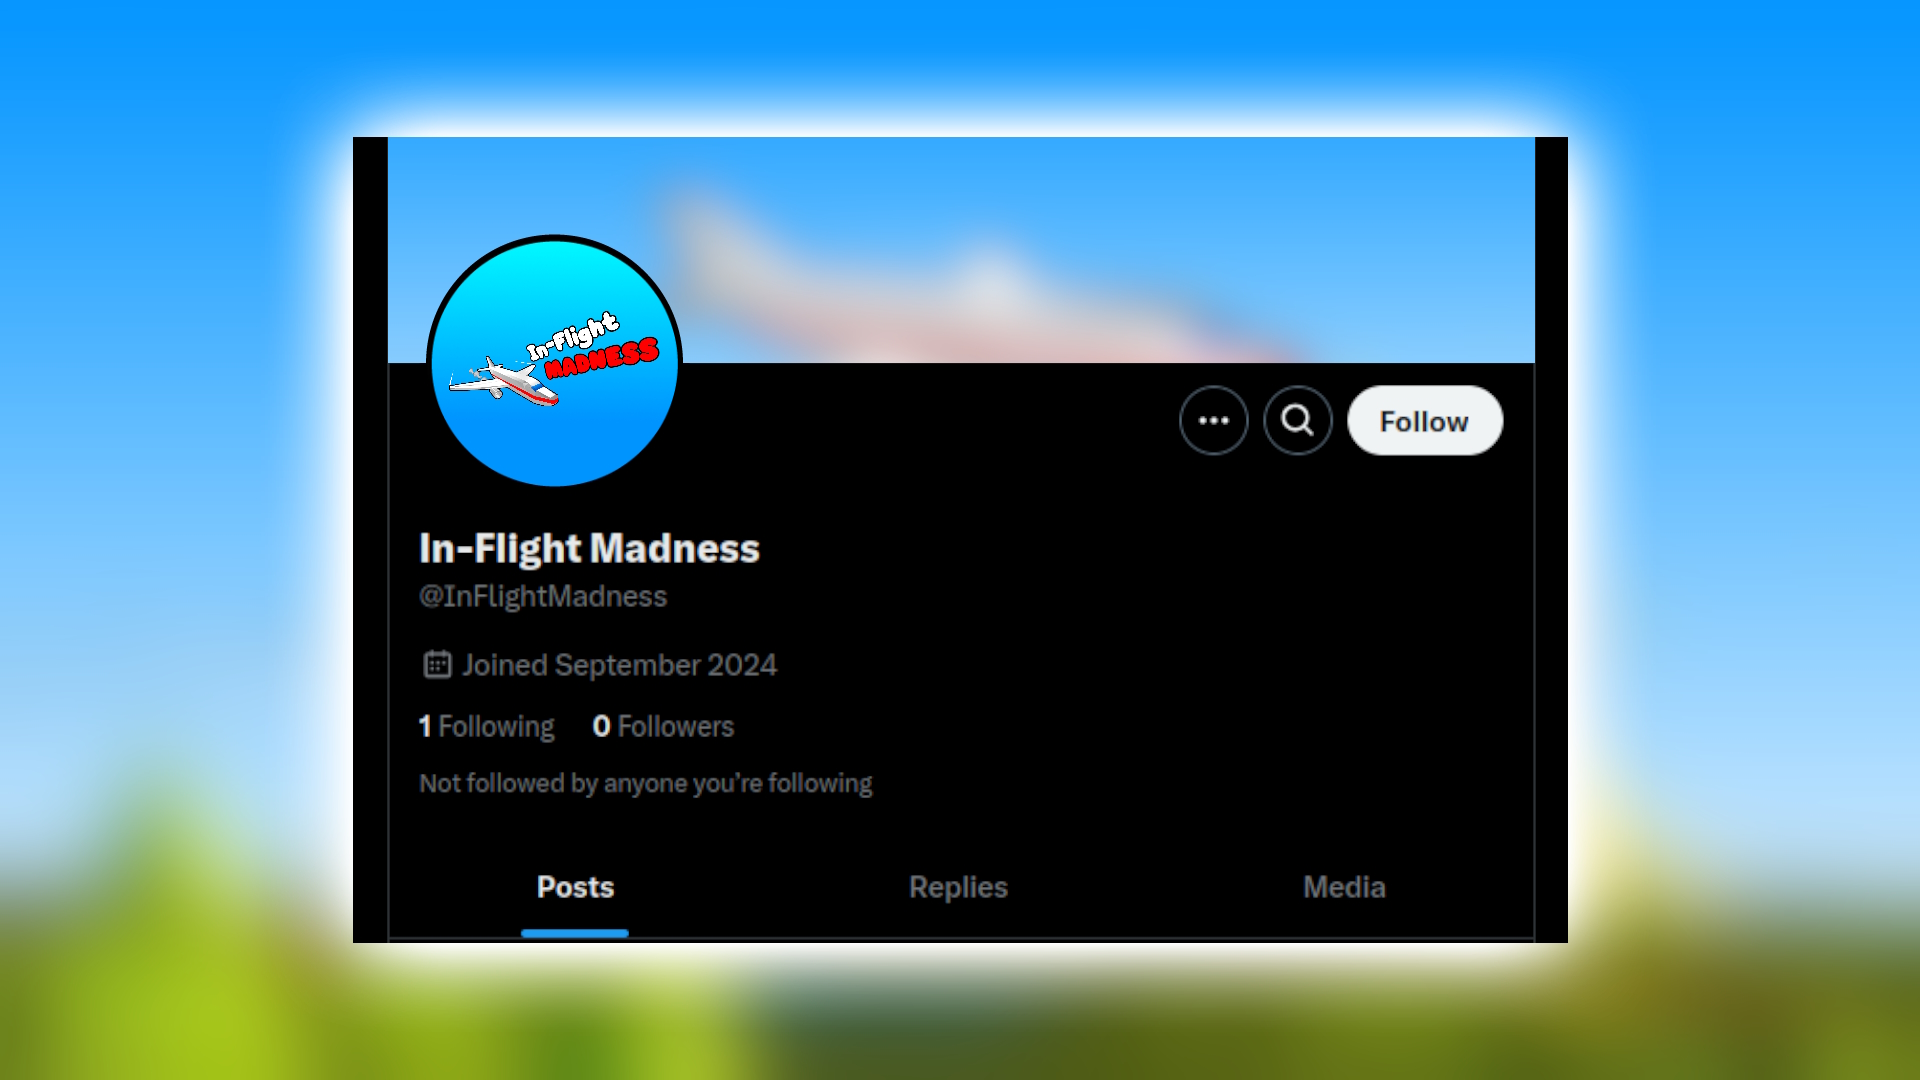 In-Flight
MADNESS
Follow
In-Flight Madness
@InFlightMadness
Joined September 2024
1 Following 0 Followers
Not followed by anyone you’re following
Posts Replies Media